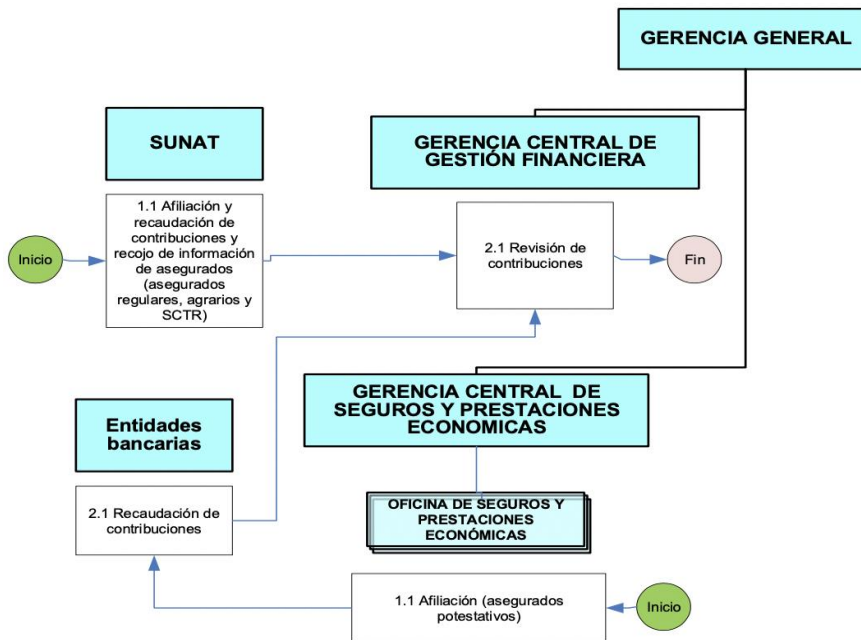 GERENCIA GENERAL
SUNAT
GERENCIA CENTRAL DE
GESTIÓN FINANCIERA
Inicio
1.1 Afiliación y
recaudación de
contribuciones y
recojo de información
de asegurados
(asegurados
regulares, agrarios y
SCTR)
2.1 Revisión de
contribuciones
Fin
GERENCIA CENTRAL DE
SEGUROS Y PRESTACIONES
ECONOMICAS
Entidades
bancarias
2.1 Recaudación de
contribuciones
OFICINA DE SEGUROS Y
PRESTACIONES
ECONÓMICAS
1.1 Afiliación (asegurados
potestativos)
Inicio